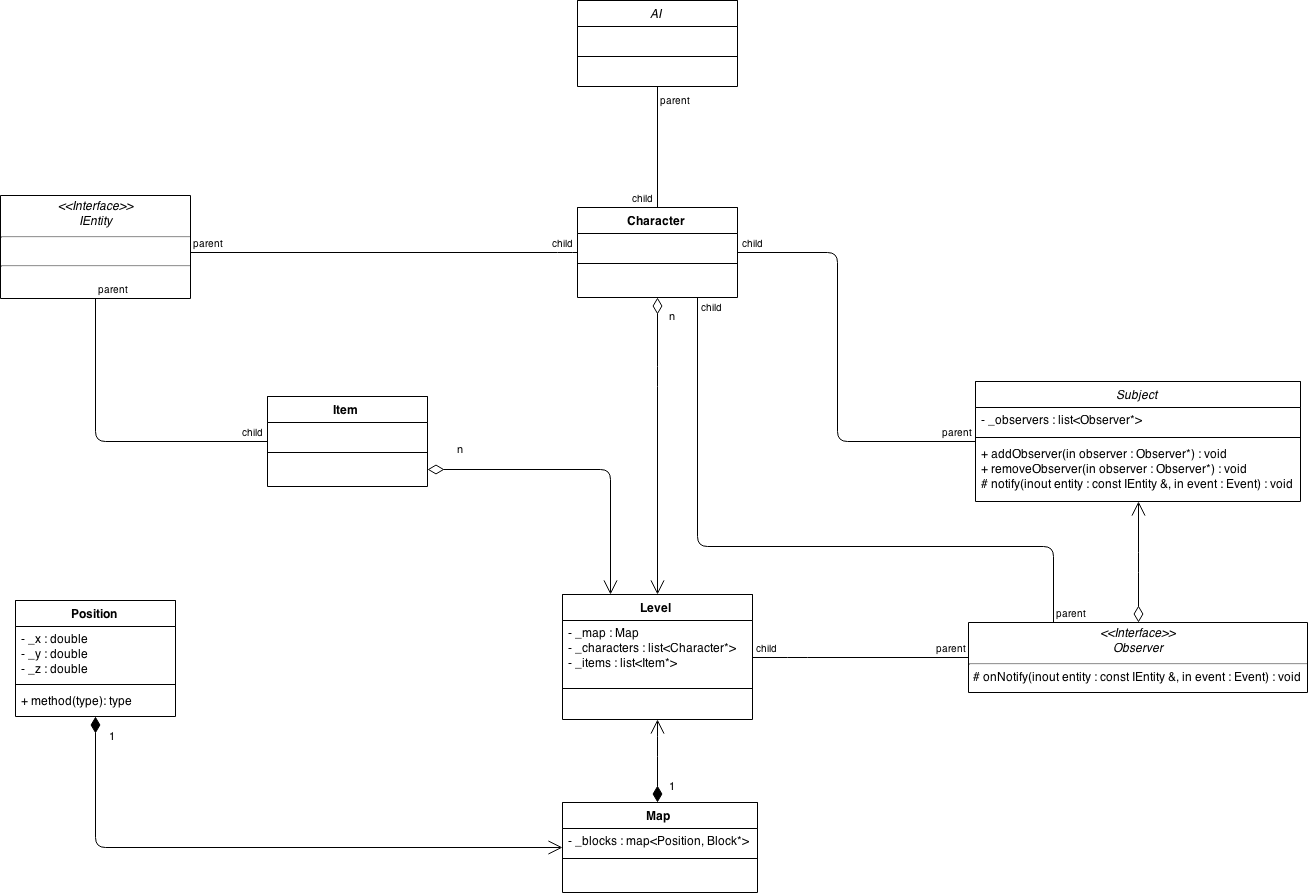 AI
parent
child
<<Interface>>
IEntity
parent
child
Character
child
parent
n
child
Subject
- _observers : list<Observer*>
+ addObserver(in observer : Observer*) : void
+ removeObserver(in observer : Observer*) : void
# notify(inout entity : const IEntity &, in event : Event) : void
parent
Item
child
n
Position
- _x : double
- _y : double
- _z : double
+ method(type): type
1
Level
- _map : Map
- _characters : list<Character*>
- _items : list<Item*>
child
parent
parent
<<Interface>>
Observer
# onNotify(inout entity : const IEntity &, in event : Event) : void
1
Map
- _blocks : map<Position, Block*>